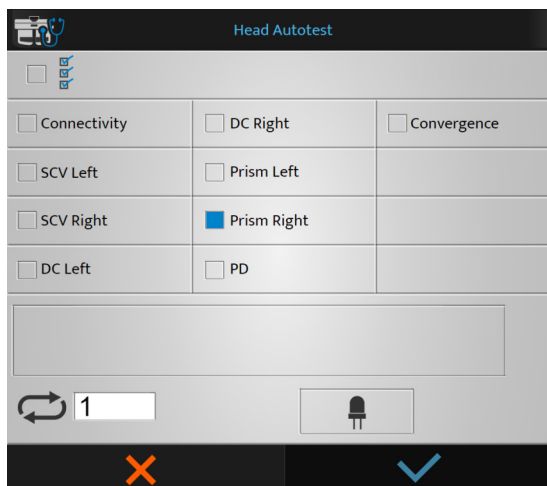 Head Autotest
Connectivity
DC Right
Convergence
SCV Left
Prism Left
SCV Right
Prism Right
DC Left
PD
1